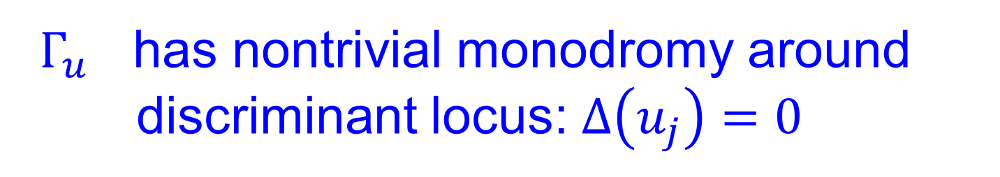 Γ_u has nontrivial monodromy around
discriminant locus: Δ(u_j) = 0